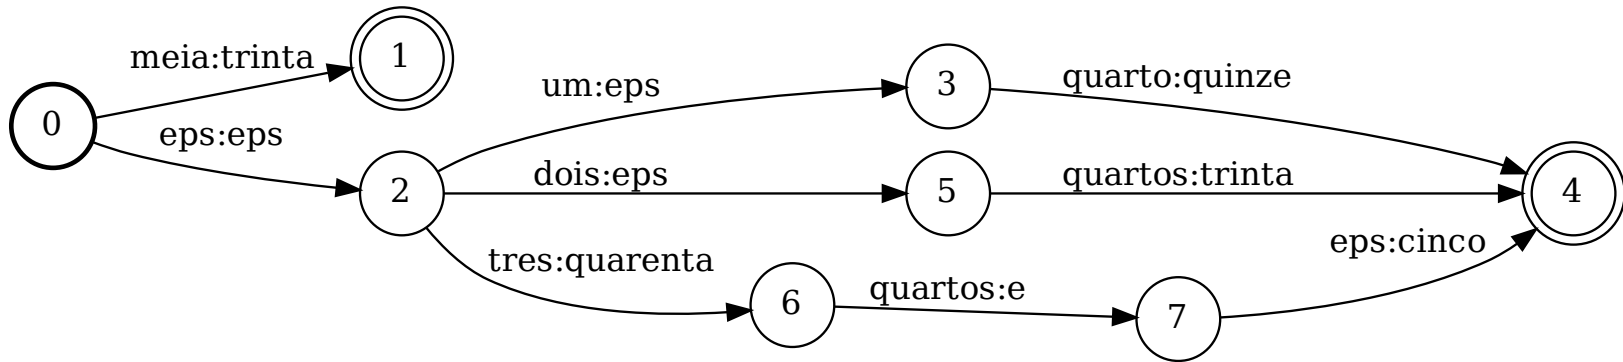 meia:trinta
1
0
eps:eps
um:eps
3
quarto:quinze
2
dois:eps
5
quartos:trinta
4
tres:quarenta
6
quartos:e
7
eps:cinco